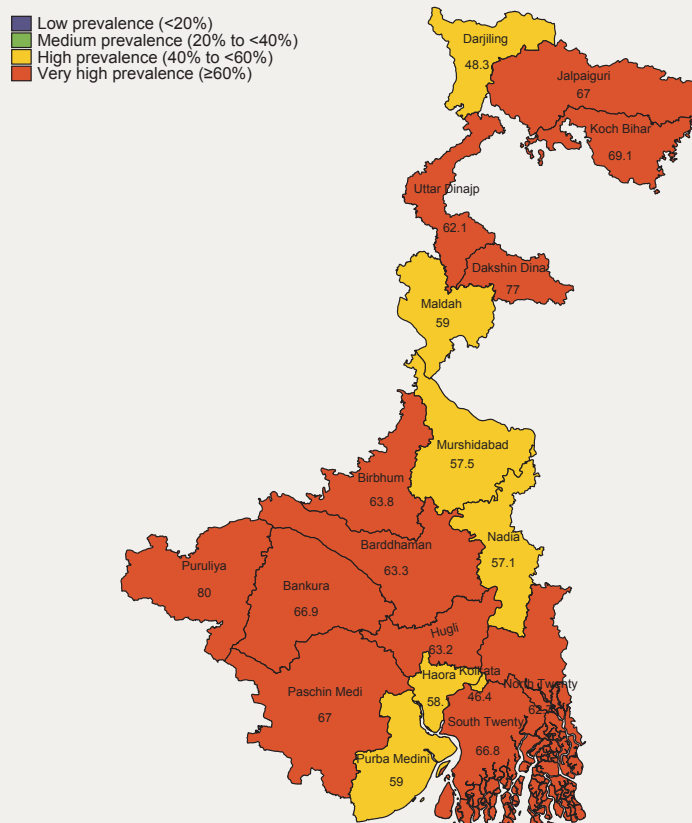 Low prevalence (<20%)
Medium prevalence (20% to <40%)
High prevalence (40% to <60%)
Very high prevalence (≥60%)
Darjiling
48.3
Jalpaiguri
67
Koch Bihar
69.1
Uttar Dinajp
62.1
Dakshin Dina
77
Maldah
59
Murshidabad
57.5
Birbhum
63.8
Nadia
57.1
Barddhaman
63.3
Puruliya
80
Bankura
66.9
Hugli
63.2
Haora
58.
Kolkata
46.4
North Twenty
Paschin Medi
67
South Twenty
66.8
Purba Medini
59